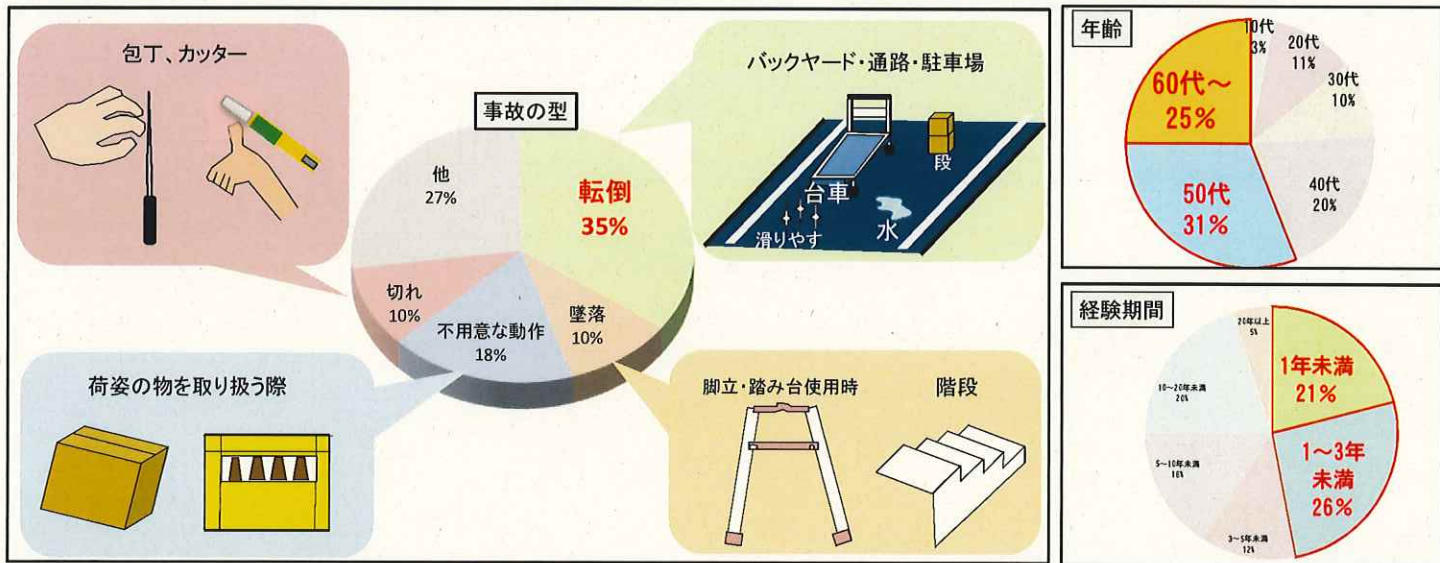 包丁、カッター
事故の型
バックヤード・通路・駐車場
段
台車
水
滑りやす
他
27%
転倒
35%
切れ
10%
不用意な動作
18%
墜落
10%
荷姿の物を取り扱う際
脚立・踏み台使用時
階段
年齢
10代
3%
20代
11%
30代
10%
40代
20%
50代
31%
60代～
25%
経験期間
20年以上
5%
1年未満
21%
1～3年
未満
26%
3～5年未満
12%
5～10年未満
16%
10～20年未満
20%